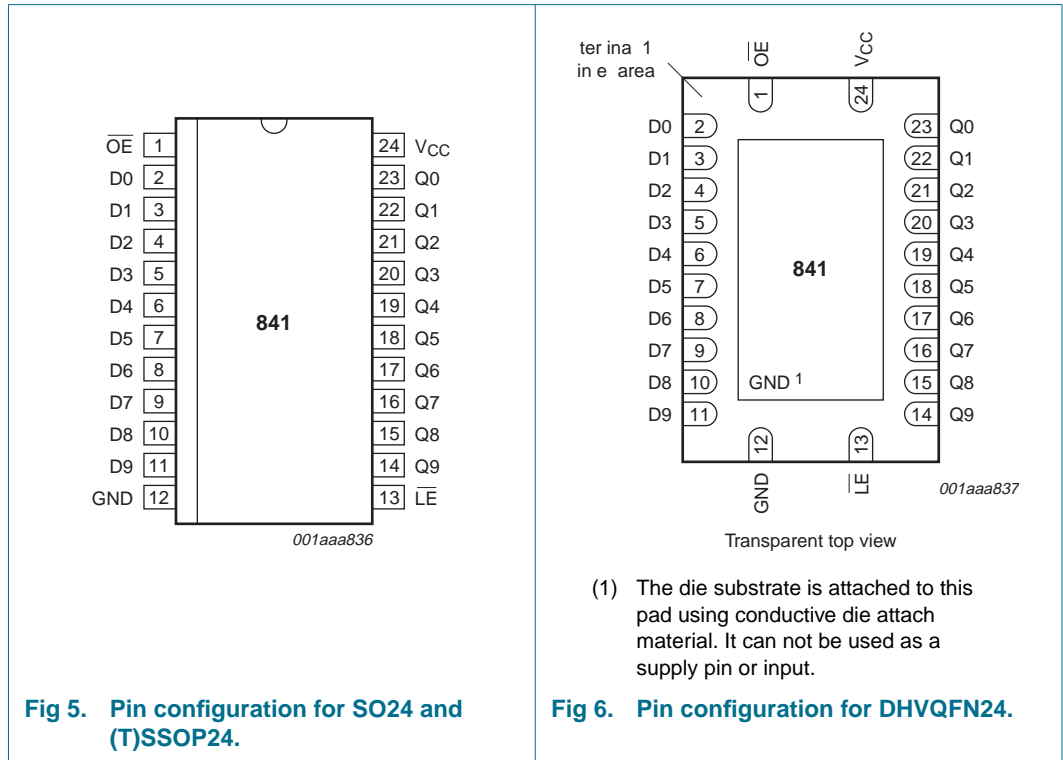 OE 1
D0 2
D1 3
D2 4
D3 5
D4 6
D5 7
D6 8
D7 9
D8 10
D9 11
GND 12
841
24 VCC
23 Q0
22 Q1
21 Q2
20 Q3
19 Q4
18 Q5
17 Q6
16 Q7
15 Q8
14 Q9
13 LE
001aaa836
Fig 5. Pin configuration for SO24 and
(T)SSOP24.
ter ina 1
in e area
OE
1
VCC
24
D0 2
D1 3
D2 4
D3 5
D4 6
D5 7
D6 8
D7 9
D8 10
D9 11
841
GND 1
23 Q0
22 Q1
21 Q2
20 Q3
19 Q4
18 Q5
17 Q6
16 Q7
15 Q8
14 Q9
12
GND
13
LE
001aaa837
Transparent top view
(1) The die substrate is attached to this
pad using conductive die attach
material. It can not be used as a
supply pin or input.
Fig 6. Pin configuration for DHVQFN24.